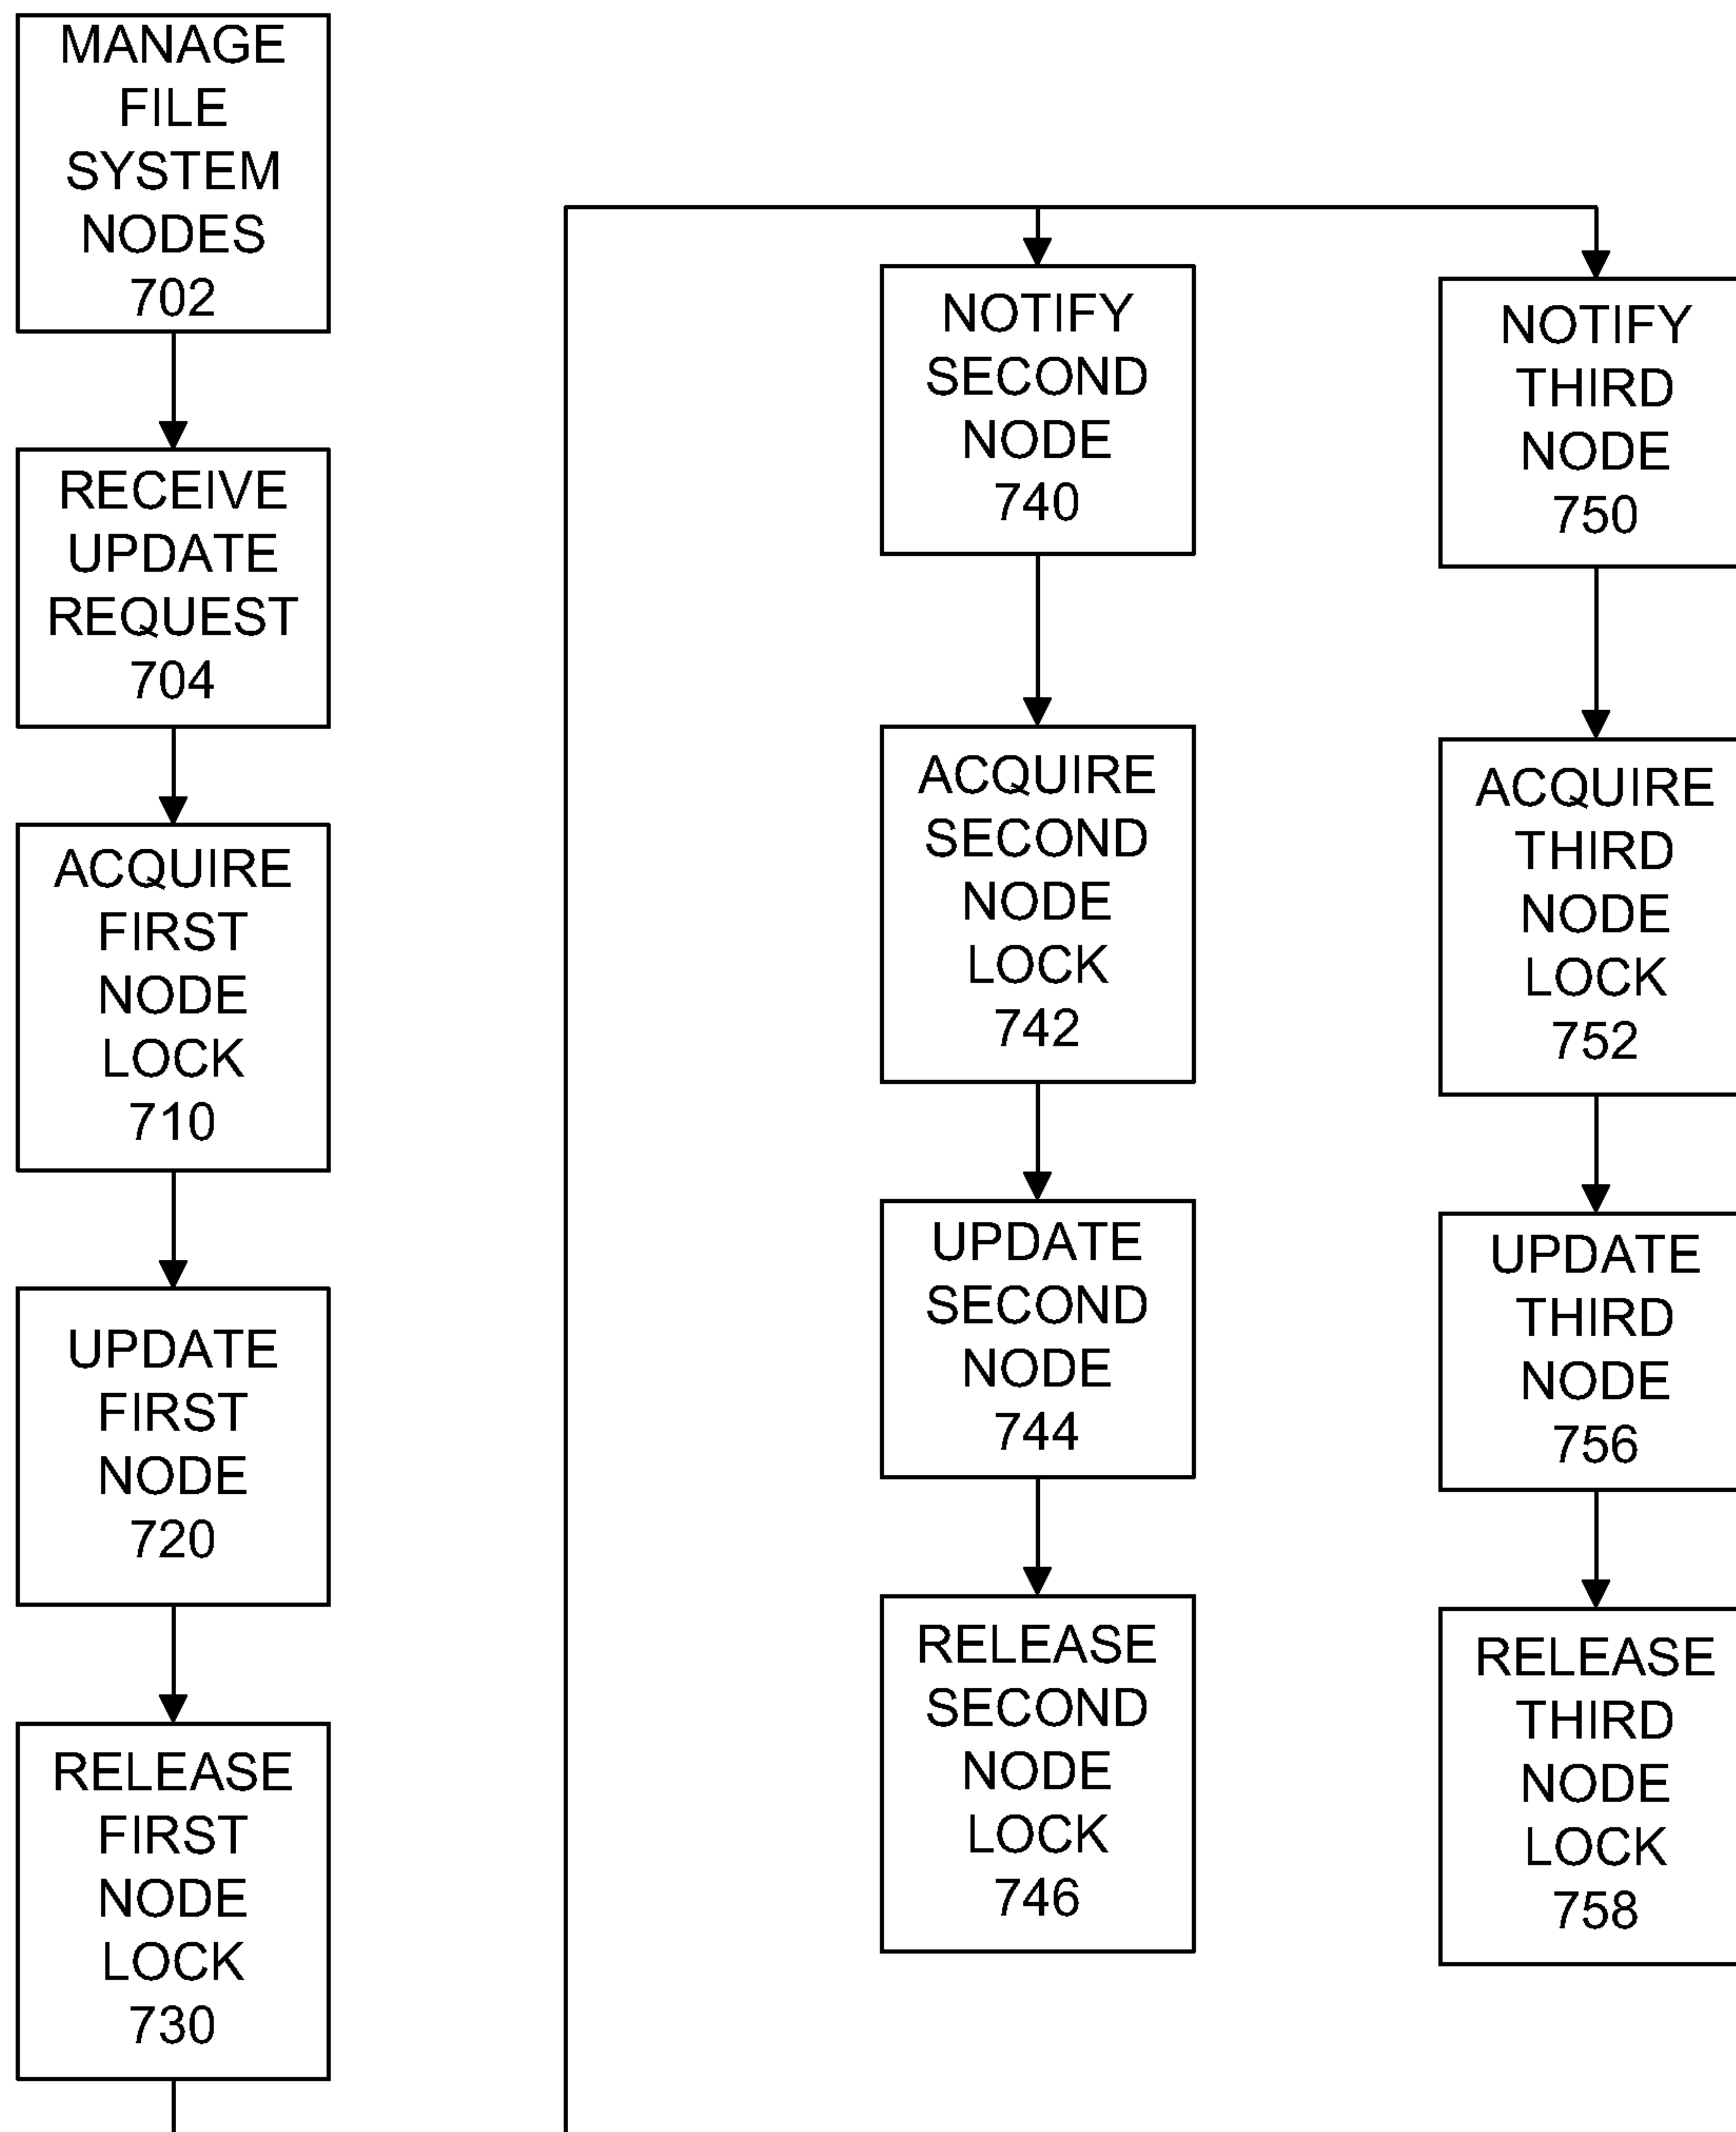 MANAGE
FILE
SYSTEM
NODES
702
RECEIVE
UPDATE
REQUEST
704
ACQUIRE
FIRST
NODE
LOCK
710
UPDATE
FIRST
NODE
720
RELEASE
FIRST
NODE
LOCK
730
NOTIFY
SECOND
NODE
740
ACQUIRE
SECOND
NODE
LOCK
742
UPDATE
SECOND
NODE
744
RELEASE
SECOND
NODE
LOCK
746
NOTIFY
THIRD
NODE
750
ACQUIRE
THIRD
NODE
LOCK
752
UPDATE
THIRD
NODE
756
RELEASE
THIRD
NODE
LOCK
758